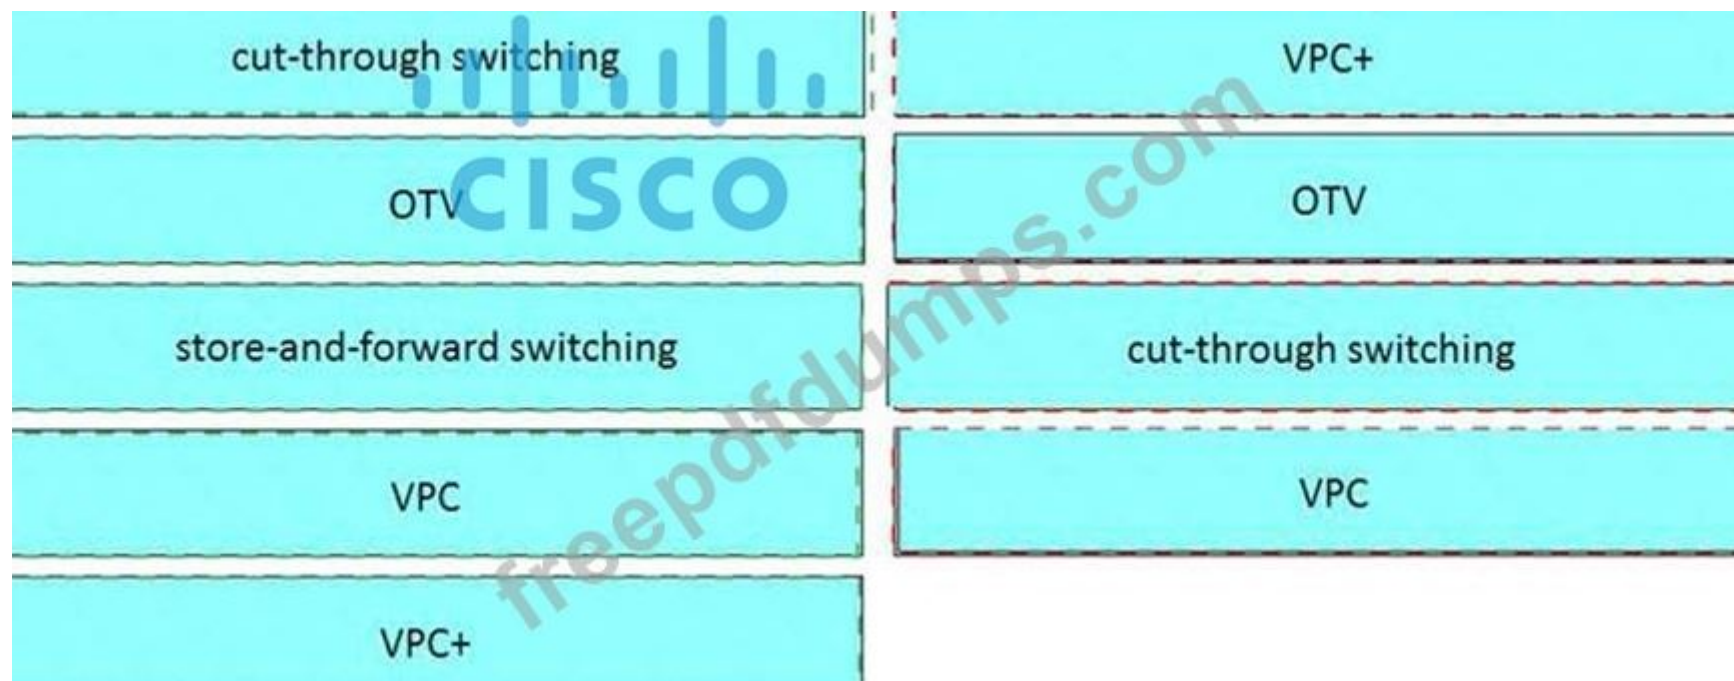 cut-through switching
VPC+
CISCO
OTV
OTV
store-and-forward switching
cut-through switching
VPC
VPC
VPC+
freepdfdumps.com